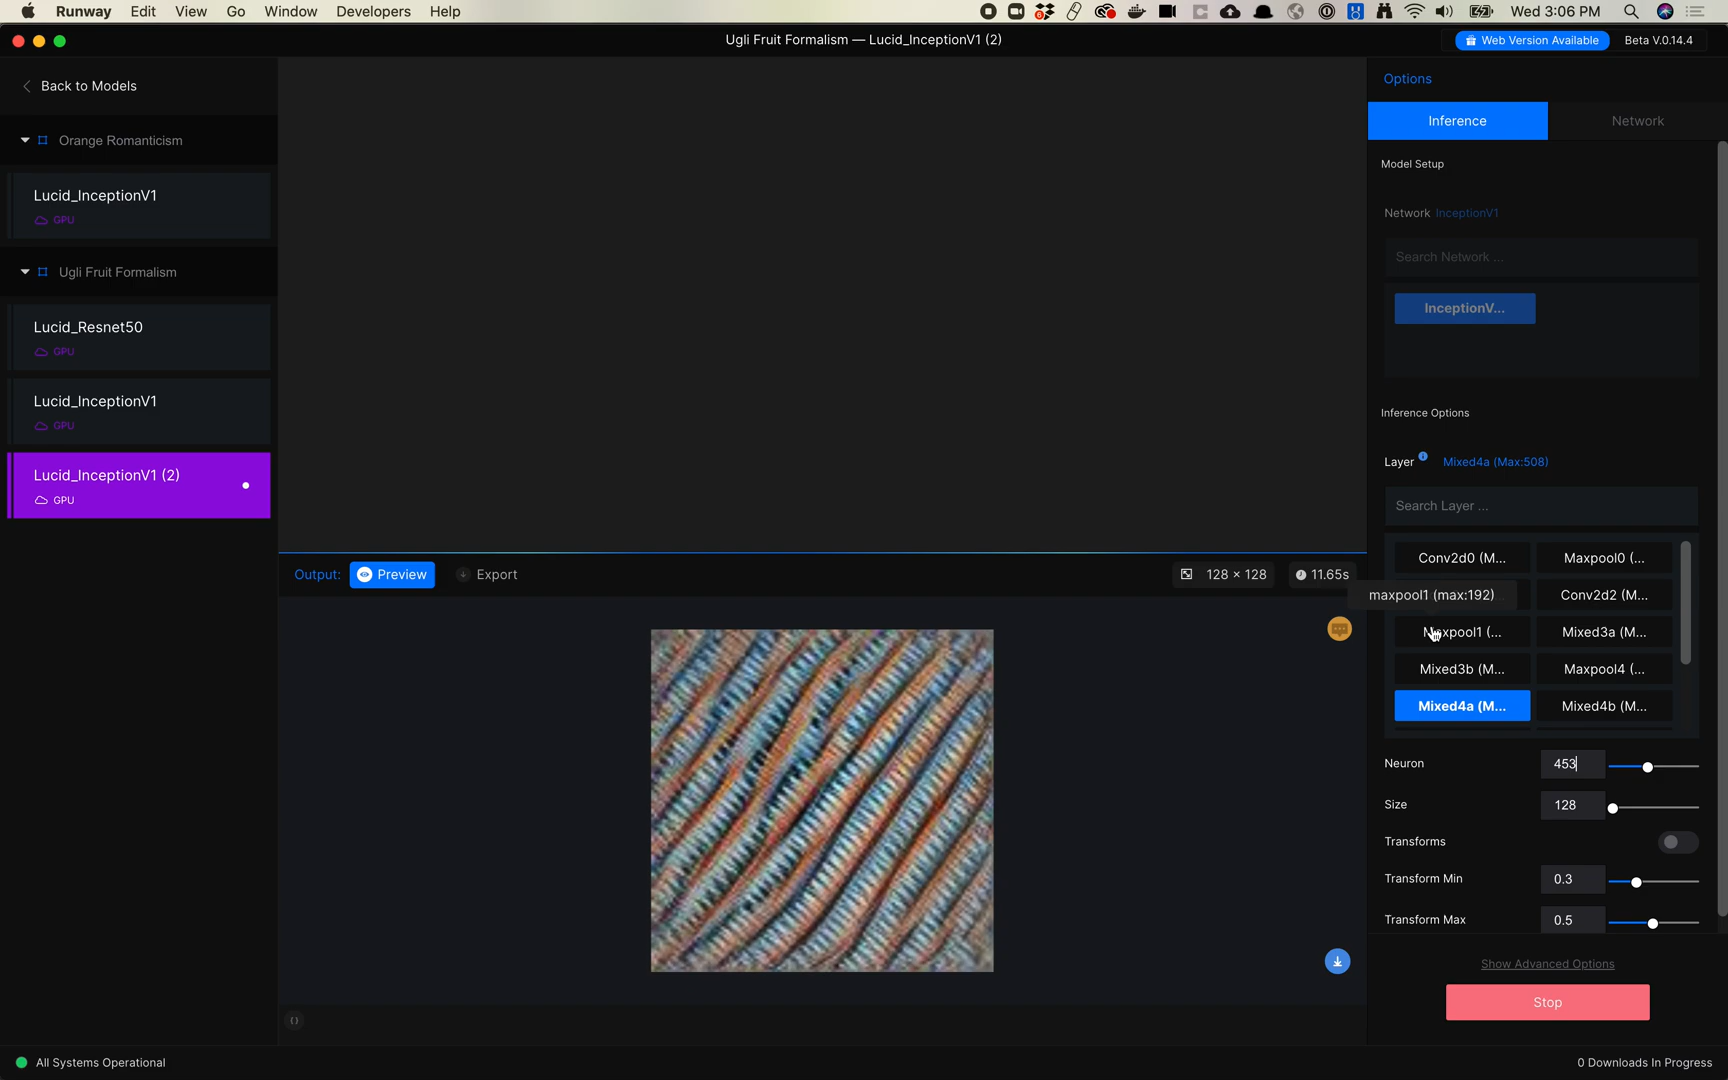 Runway Edit View Go Window Developers Help
Wed 3:06 PM
Ugli Fruit Formalism — Lucid_InceptionV1 (2)
Web Version Available
Beta V.0.14.4
Back to Models
Options
Inference
Network
Orange Romanticism
Model Setup
Lucid_InceptionV1
GPU
Network InceptionV1
Search Network ...
Ugli Fruit Formalism
InceptionV...
Lucid_Resnet50
GPU
Lucid_InceptionV1
GPU
Inference Options
Lucid_InceptionV1 (2)
GPU
Layer Mixed4a (Max:508)
Search Layer ...
Conv2d0 (M...
Maxpool0 (...
Output: Preview Export
128 × 128
11.65s
maxpool1 (max:192)
Conv2d2 (M...
Maxpool1 (...
Mixed3a (M...
Mixed3b (M...
Maxpool4 (...
Mixed4a (M...
Mixed4b (M...
Neuron 453
Size 128
Transforms
Transform Min 0.3
Transform Max 0.5
Show Advanced Options
Stop
All Systems Operational
0 Downloads In Progress